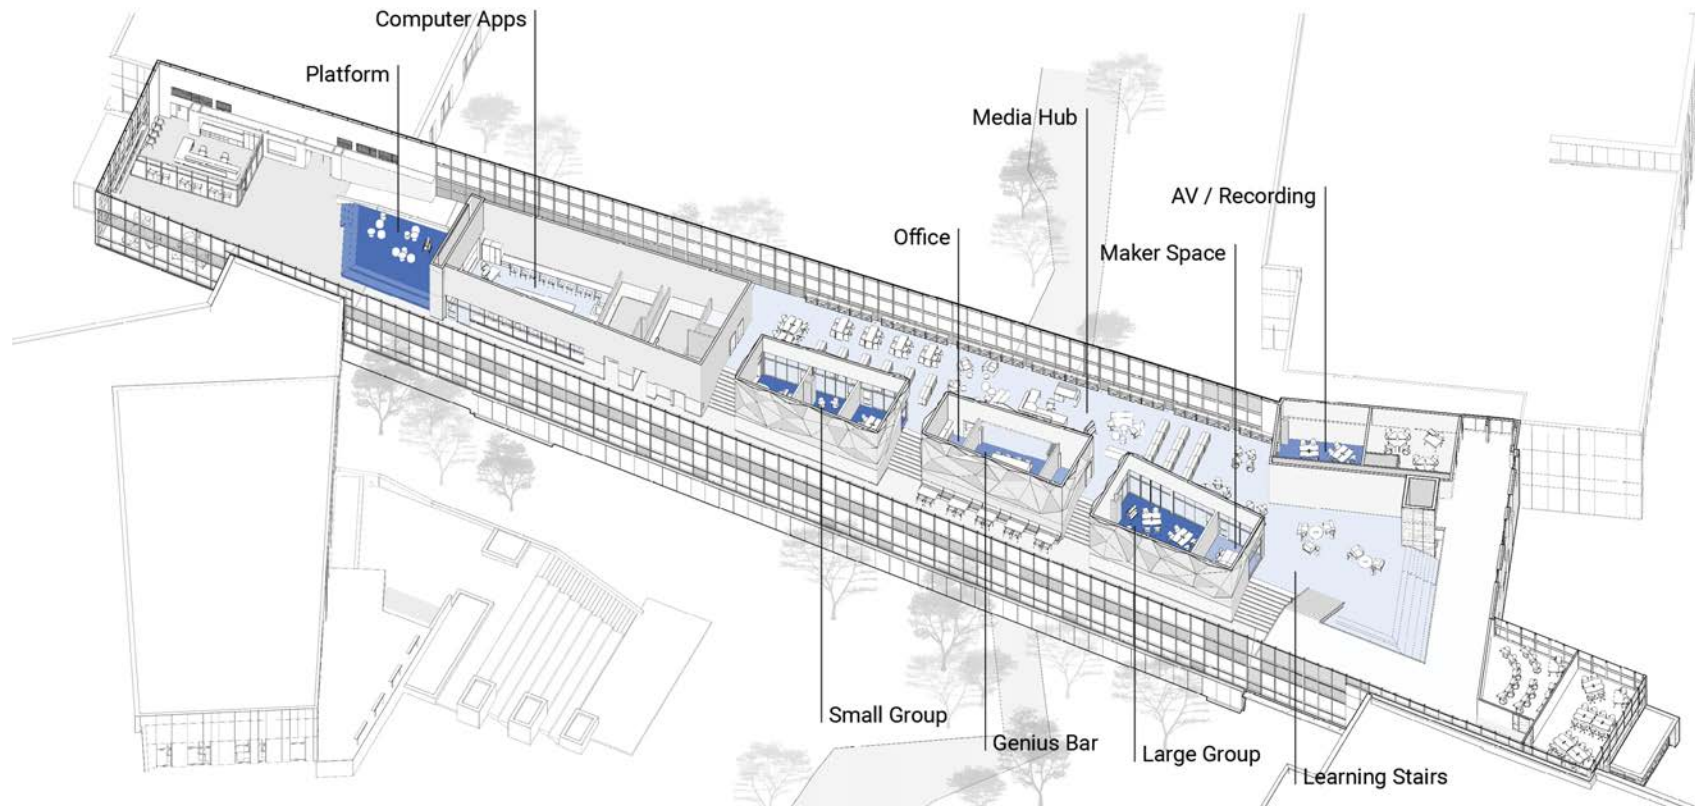 Computer Apps
Platform
Media Hub
AV / Recording
Office
Maker Space
Small Group
Genius Bar
Large Group
Learning Stairs